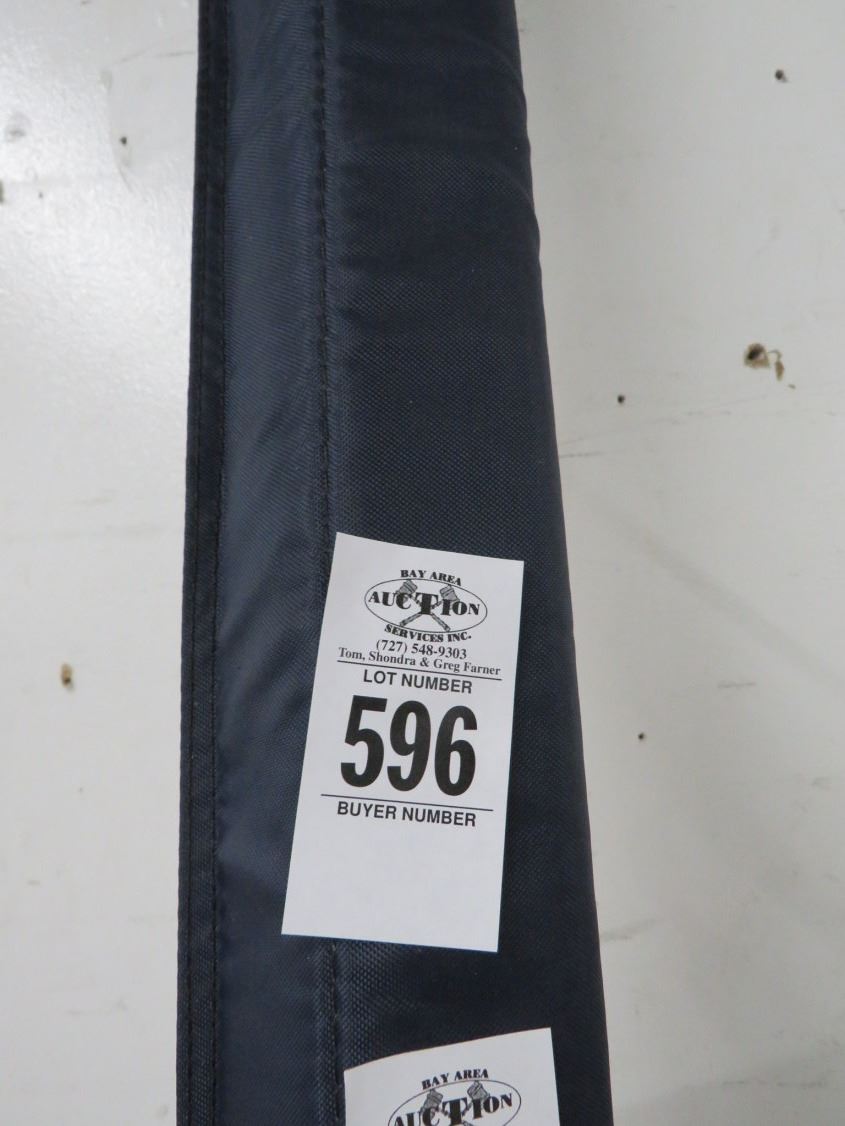 BAY AREA
AUCTION
SERVICES INC.
(727) 548-9303
Tom, Shondra & Greg Farner
LOT NUMBER
596
BUYER NUMBER
BAY AREA
AUCTION